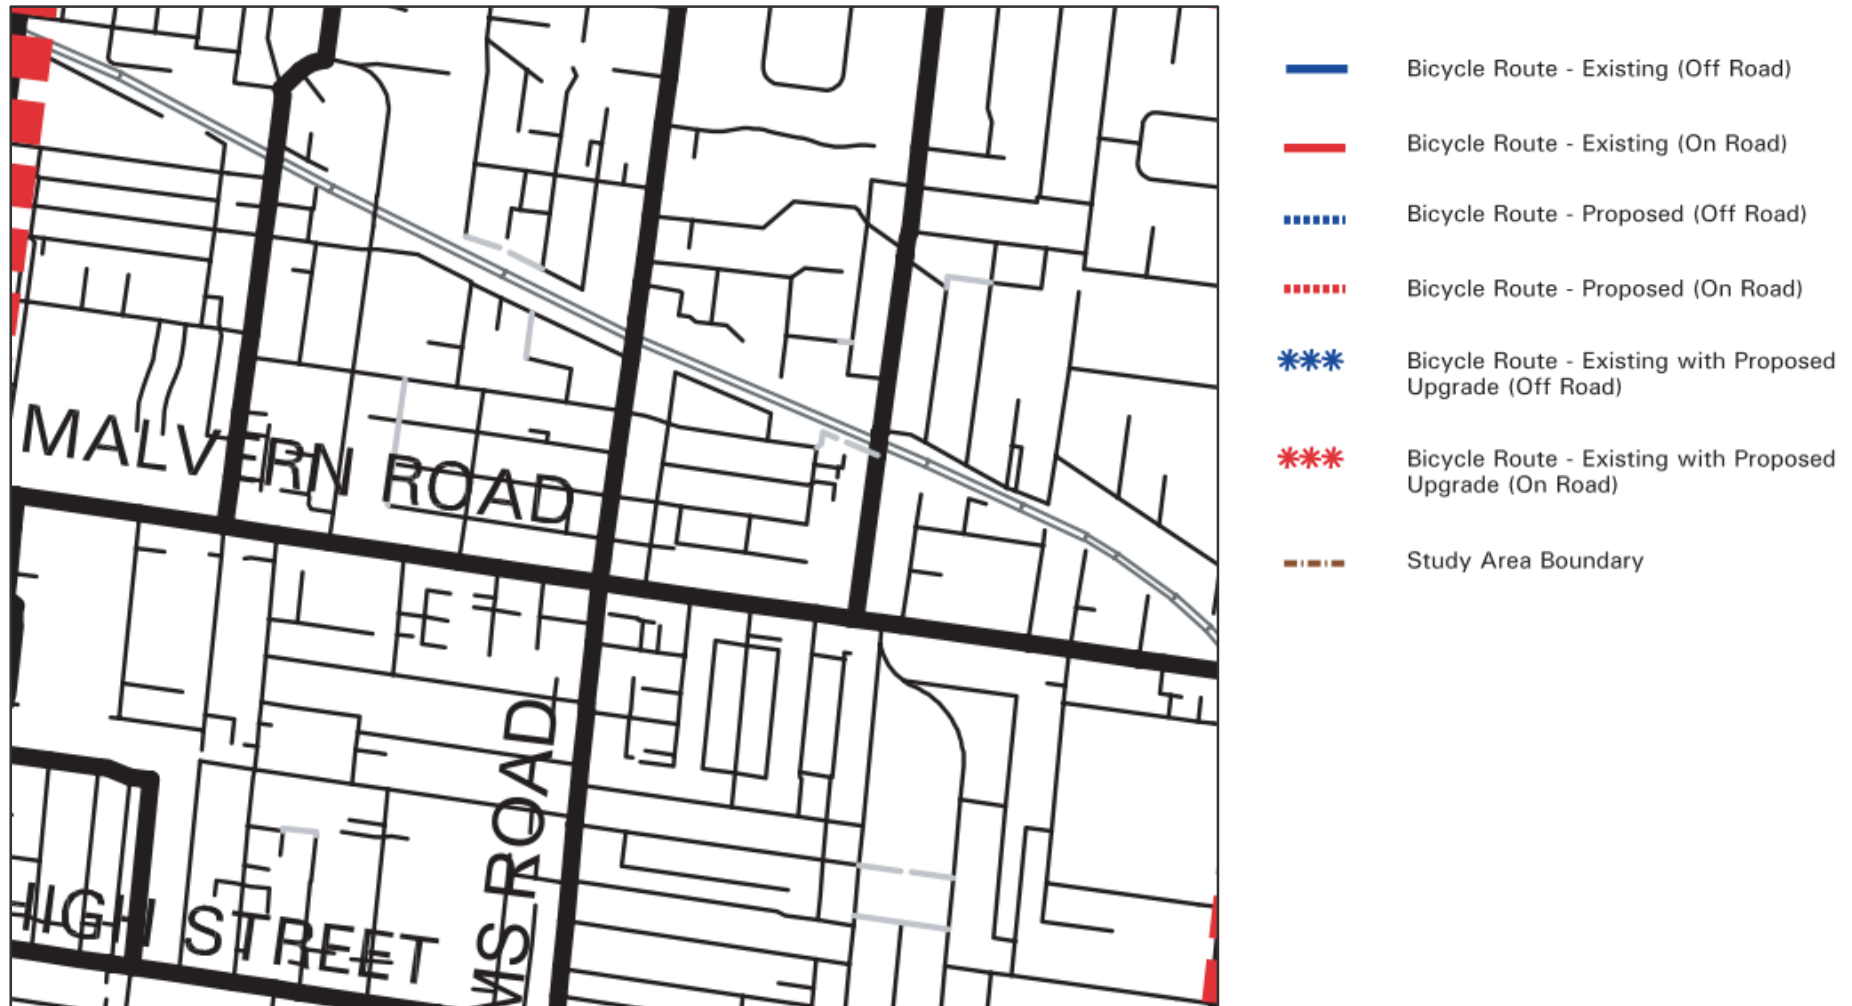 Bicycle Route - Existing (Off Road)
Bicycle Route - Existing (On Road)
Bicycle Route - Proposed (Off Road)
Bicycle Route - Proposed (On Road)
Bicycle Route - Existing with Proposed
Upgrade (Off Road)
Bicycle Route - Existing with Proposed
Upgrade (On Road)
Study Area Boundary
MALVERN ROAD
MS ROAD
HIGH STREET